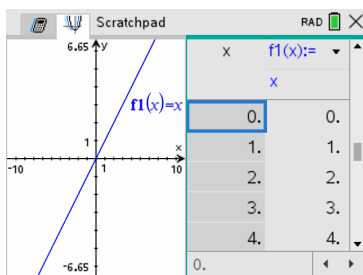 Scratchpad RAD
6.65 y
f1(x)=x
1
x
-10 1 10
-6.65
x f1(x):=
x
0. 0.
1. 1.
2. 2.
3. 3.
4. 4.
0.